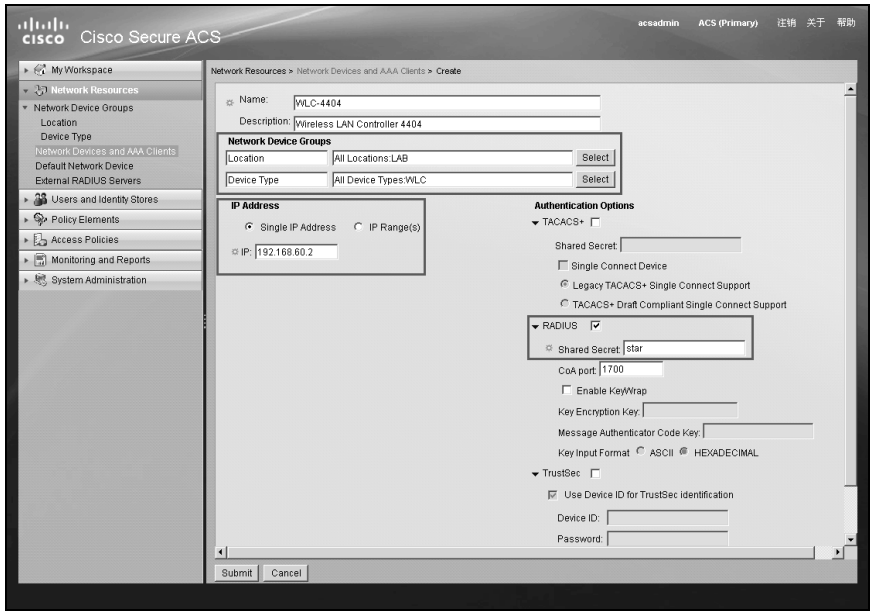 CISCO Cisco Secure ACS
acsadmin ACS (Primary) 注销 关于 帮助
My Workspace
Network Resources
Network Device Groups
Location
Device Type
Network Devices and AAA Clients
Default Network Device
External RADIUS Servers
Users and Identity Stores
Policy Elements
Access Policies
Monitoring and Reports
System Administration
Network Resources > Network Devices and AAA Clients > Create
Name: WLC-4404
Description: Wireless LAN Controller 4404
Network Device Groups
Location All Locations:LAB Select
Device Type All Device Types:WLC Select
IP Address
Single IP Address IP Range(s)
IP: 192.168.60.2
Authentication Options
TACACS+
Shared Secret:
Single Connect Device
Legacy TACACS+ Single Connect Support
TACACS+ Draft Compliant Single Connect Support
RADIUS
Shared Secret: star
CoA port: 1700
Enable KeyWrap
Key Encryption Key:
Message Authenticator Code Key:
Key Input Format ASCII HEXADECIMAL
TrustSec
Use Device ID for TrustSec identification
Device ID:
Password:
Submit Cancel